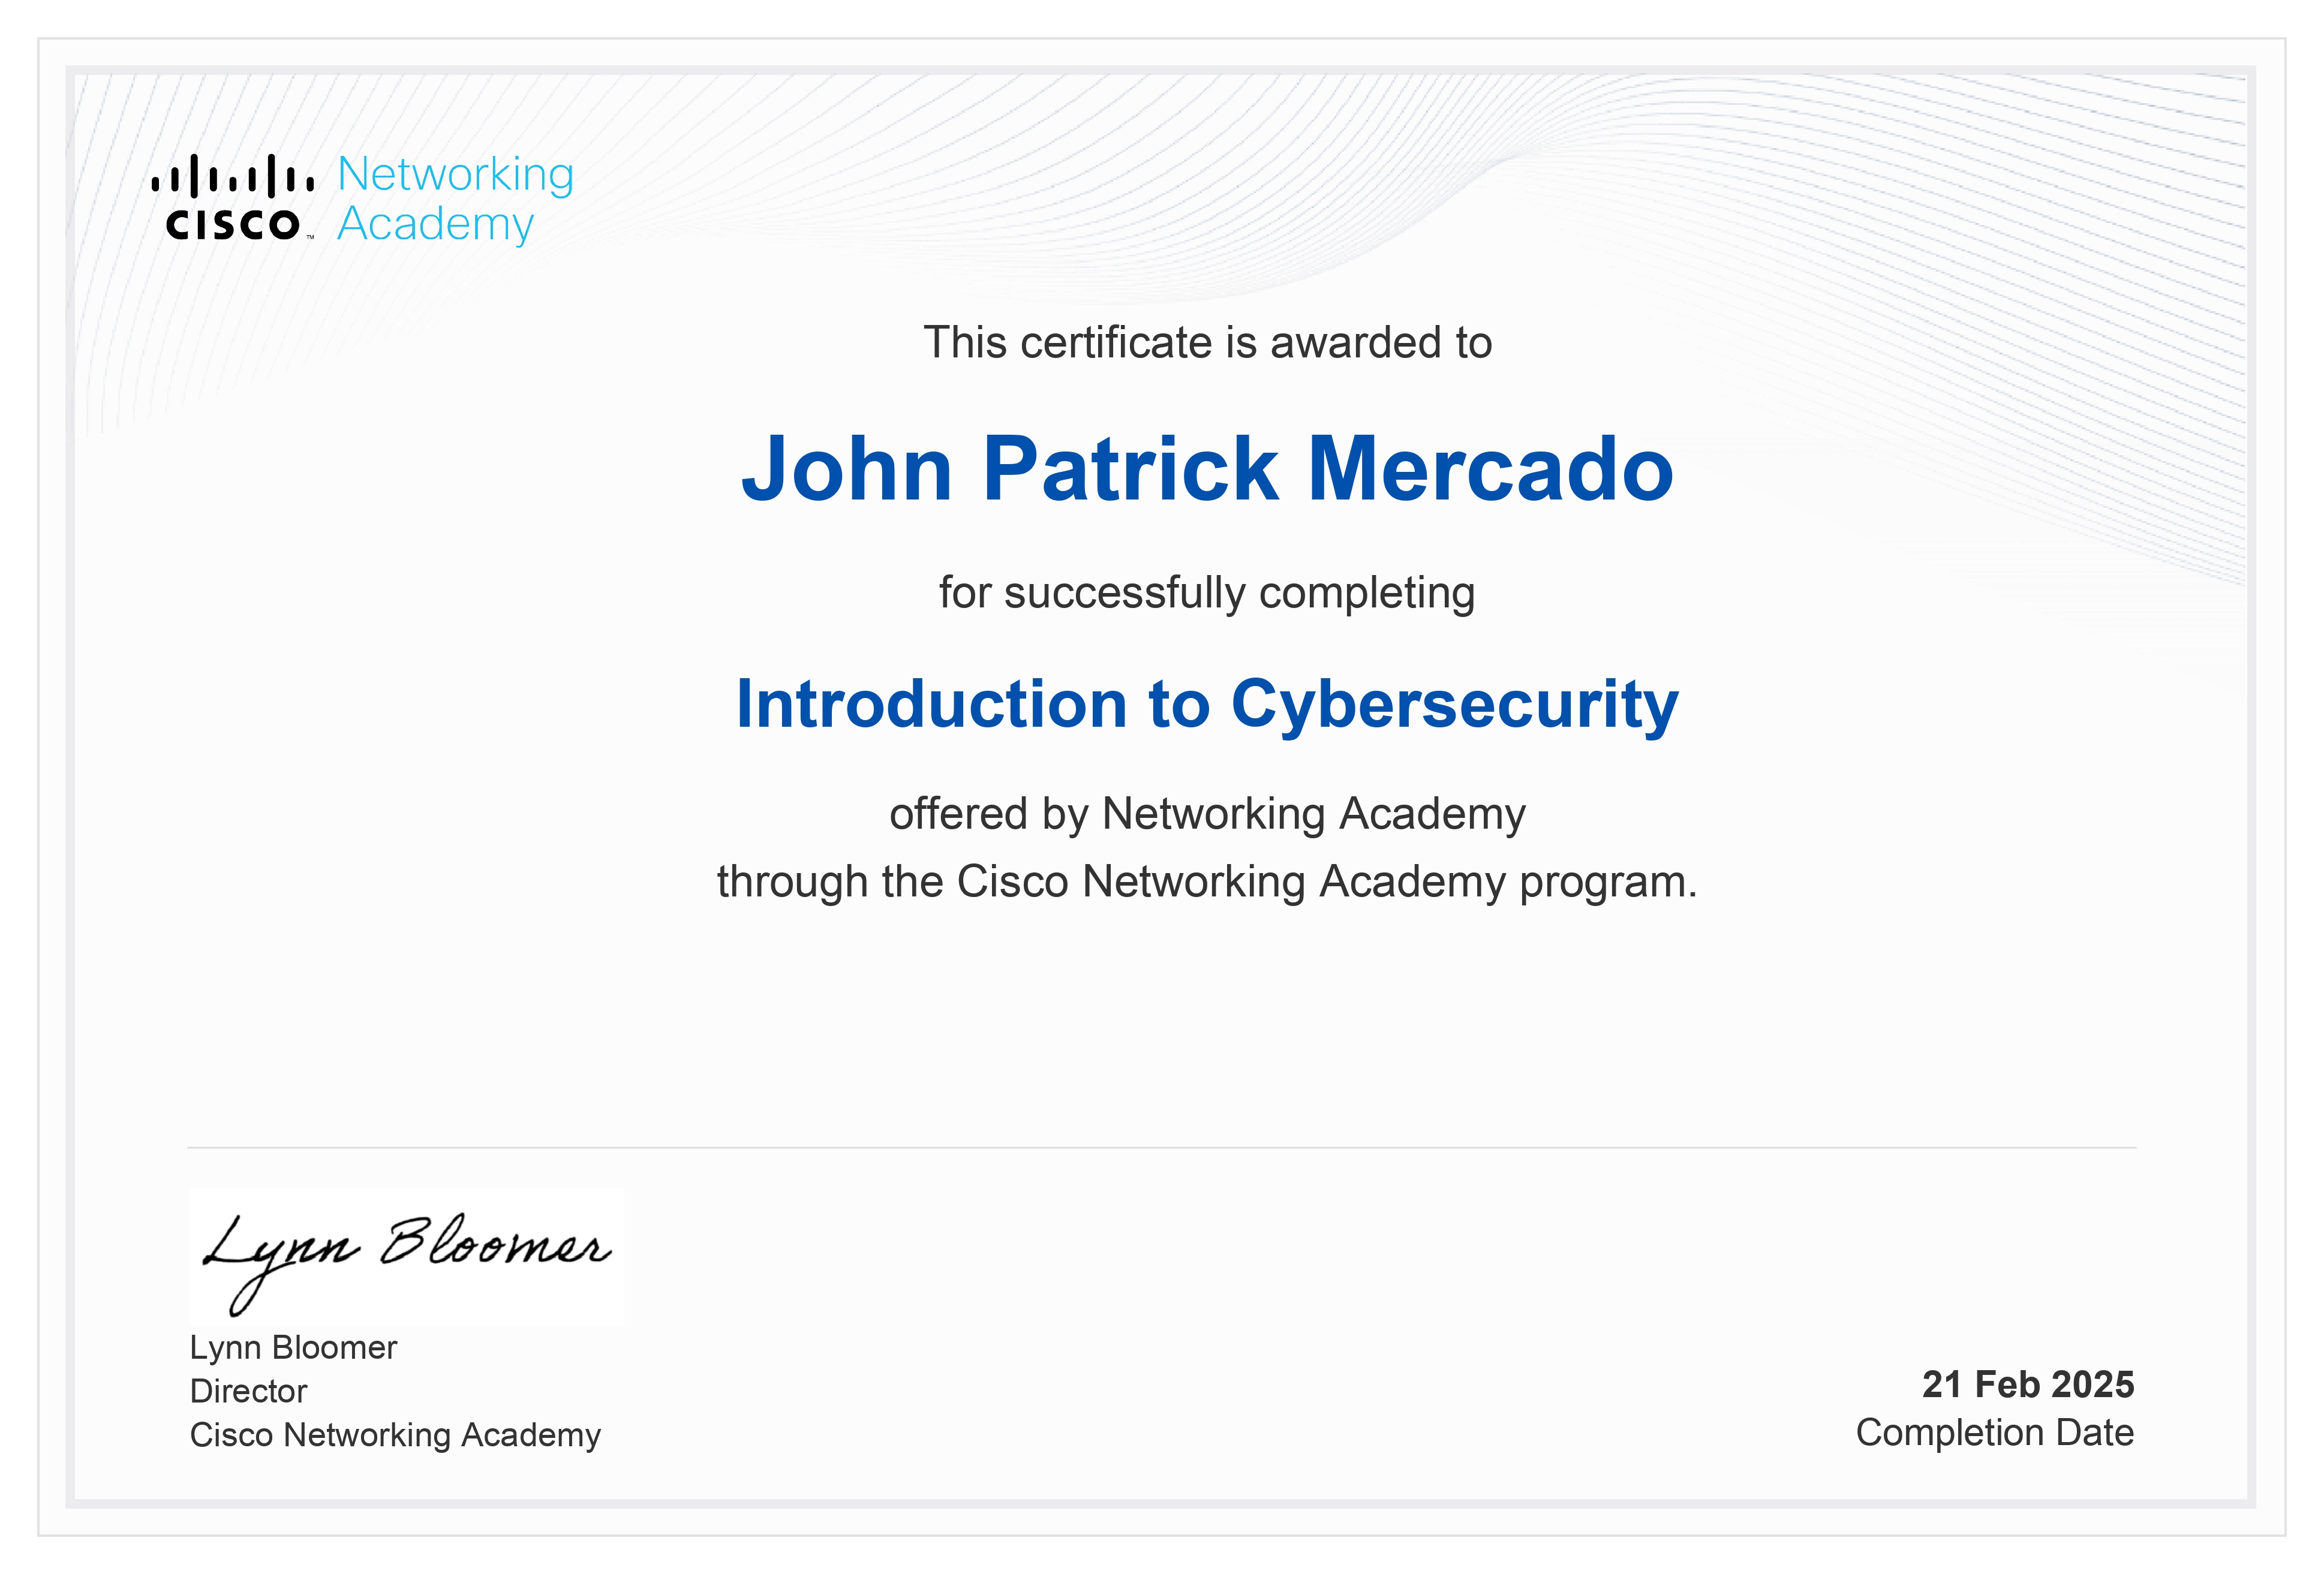 Networking
Academy
CISCO™
This certificate is awarded to
John Patrick Mercado
for successfully completing
Introduction to Cybersecurity
offered by Networking Academy
through the Cisco Networking Academy program.
Lynn Bloomer
Lynn Bloomer
Director
Cisco Networking Academy
21 Feb 2025
Completion Date